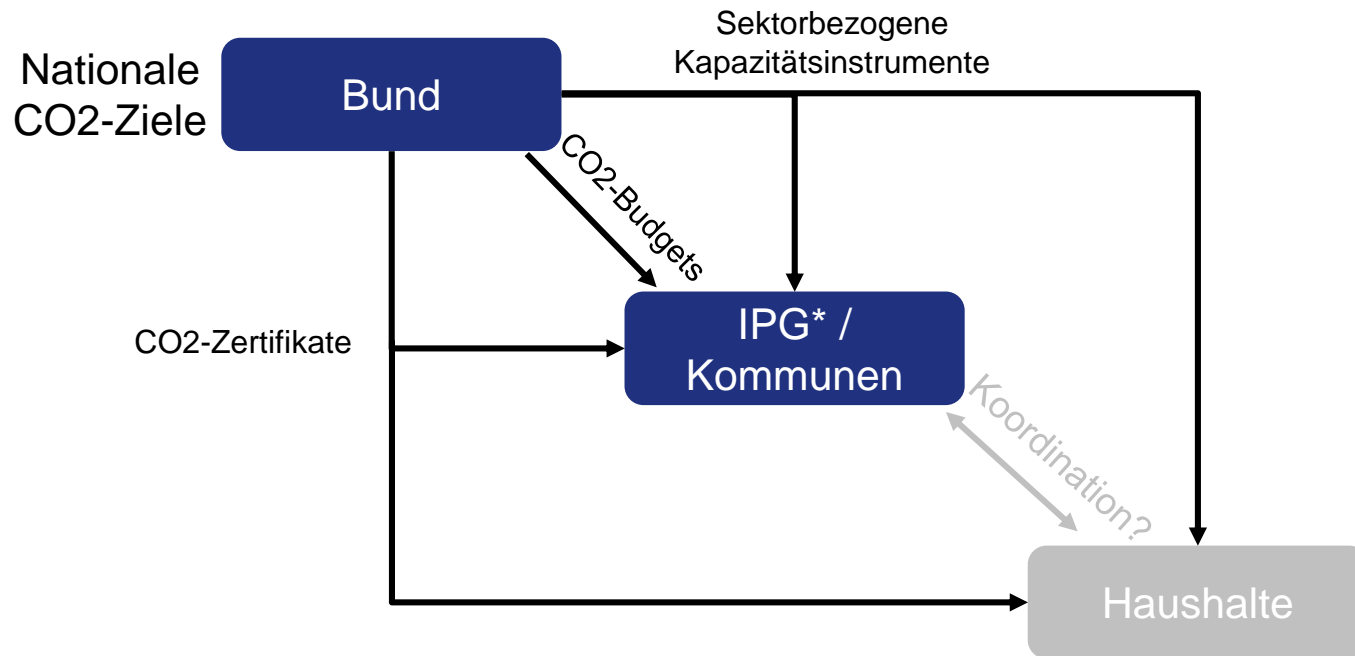 Sektorbezogene
Kapazitätsinstrumente
Nationale
CO2-Ziele
Bund
CO2-Budgets
IPG* /
Kommunen
CO2-Zertifikate
Koordination?
Haushalte